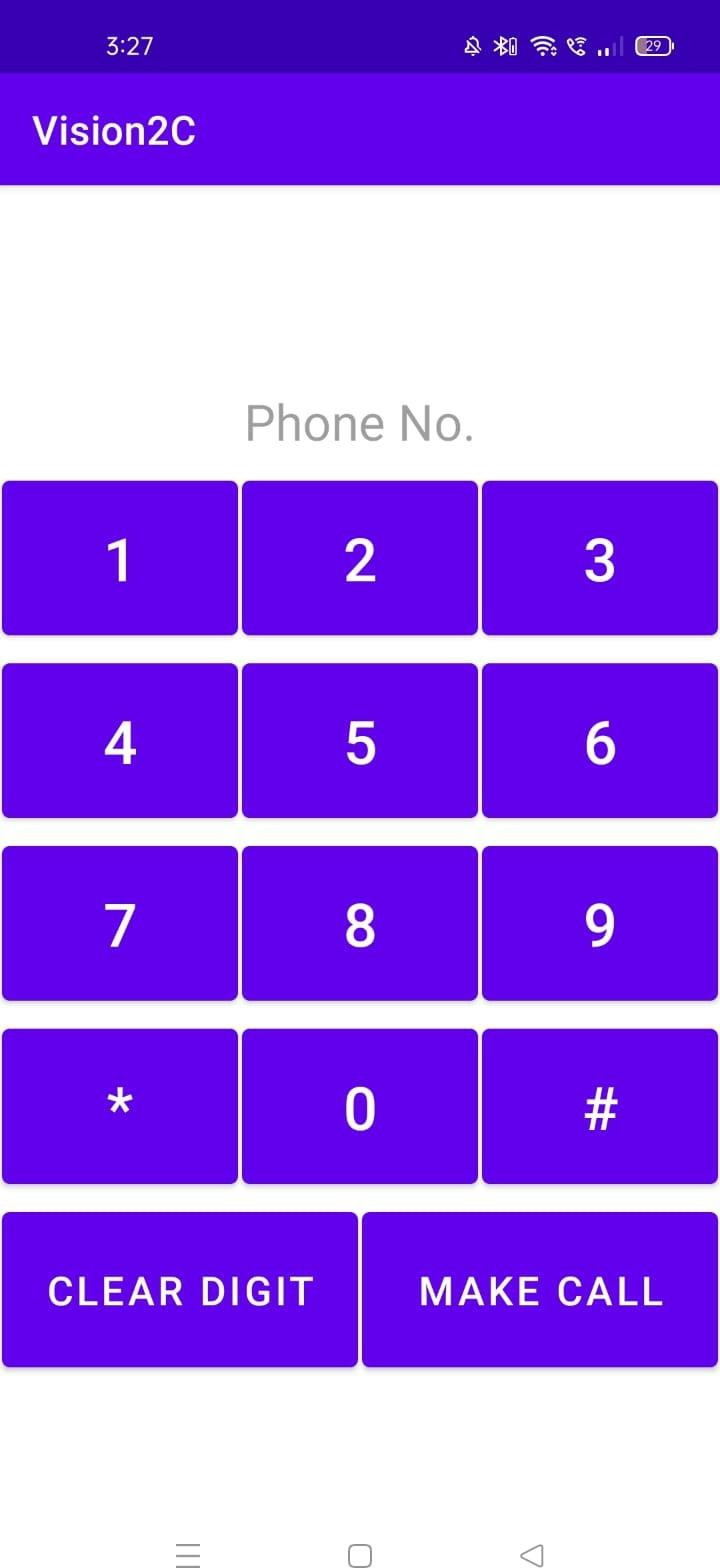 3:27 29
Vision2C
Phone No.
1 2 3
4 5 6
7 8 9
* 0 #
CLEAR DIGIT MAKE CALL